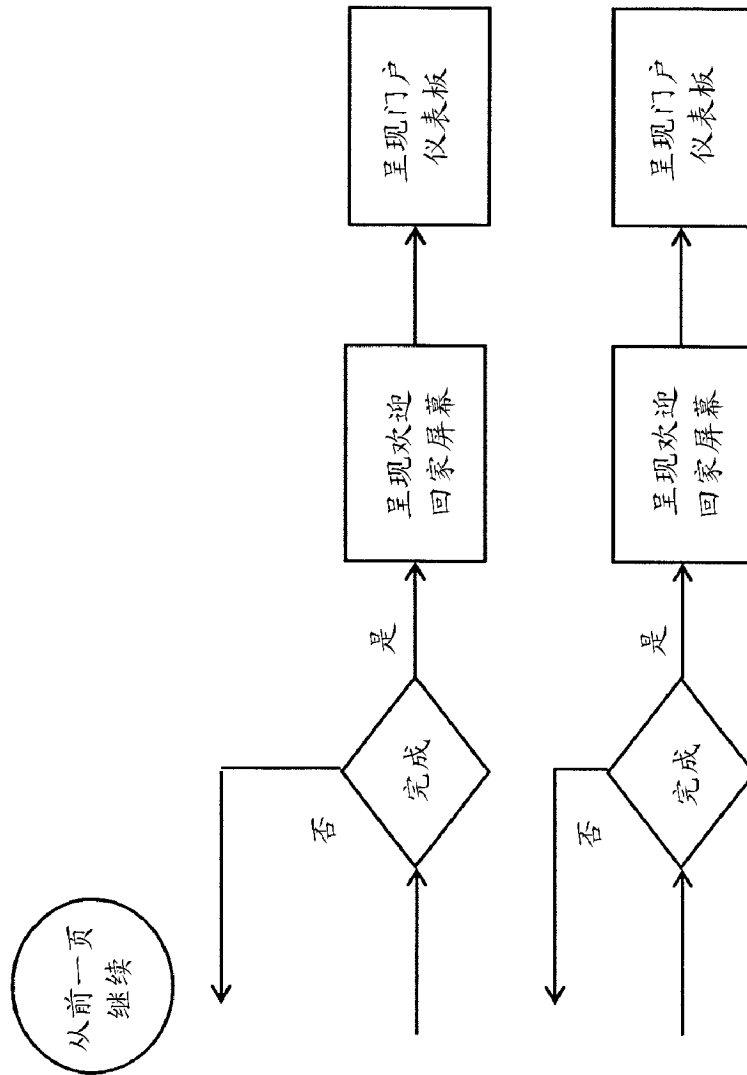 从前一页
继续
否
完成
是
呈现欢迎
回家屏幕
呈现门户
仪表板
否
完成
是
呈现欢迎
回家屏幕
呈现门户
仪表板